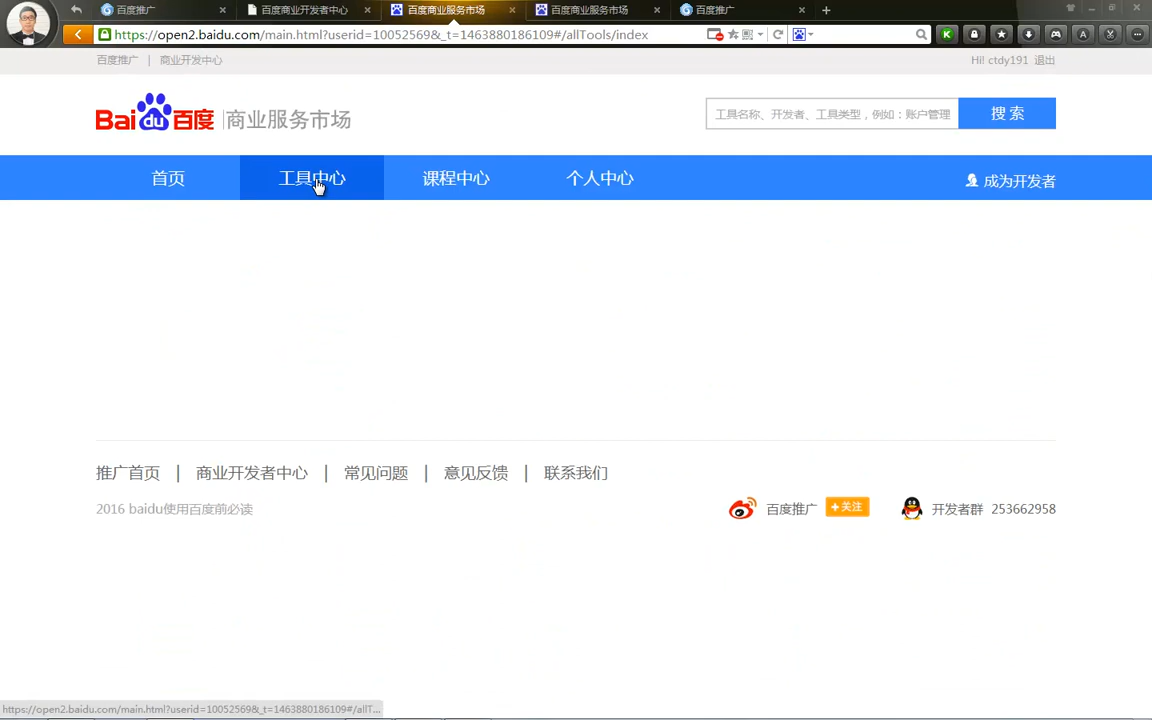 百度推广
百度商业开发者中心
百度商业服务市场
百度商业服务市场
百度推广
https://open2.baidu.com/main.html?userid=10052569&_t=1463880186109#/allTools/index
百度推广 | 商业开发中心
Hi! ctdy191 退出
Bai du 百度 | 商业服务市场
工具名称、开发者、工具类型，例如：账户管理
搜 索
首页 工具中心 课程中心 个人中心
成为开发者
推广首页 | 商业开发者中心 | 常见问题 | 意见反馈 | 联系我们
2016 baidu使用百度前必读
百度推广 +关注 开发者群 253662958
https://open2.baidu.com/main.html?userid=10052569&_t=1463880186109#/allT...